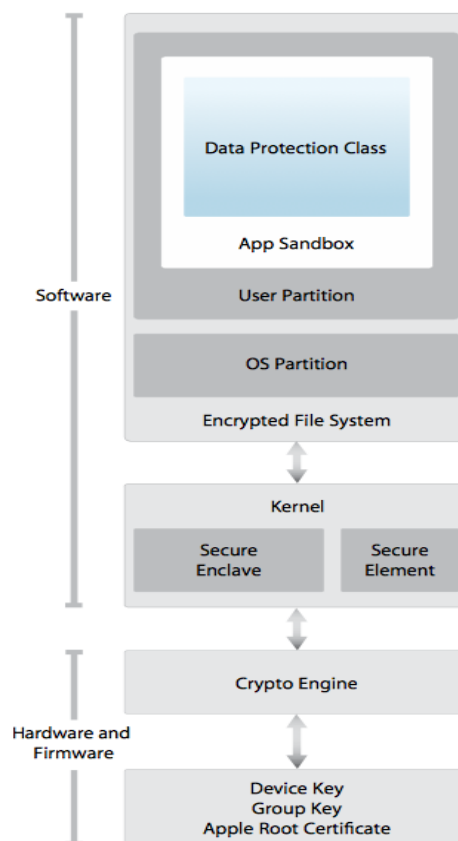 Data Protection Class
App Sandbox
Software
User Partition
OS Partition
Encrypted File System
Kernel
Secure
Enclave
Secure
Element
Crypto Engine
Hardware and
Firmware
Device Key
Group Key
Apple Root Certificate